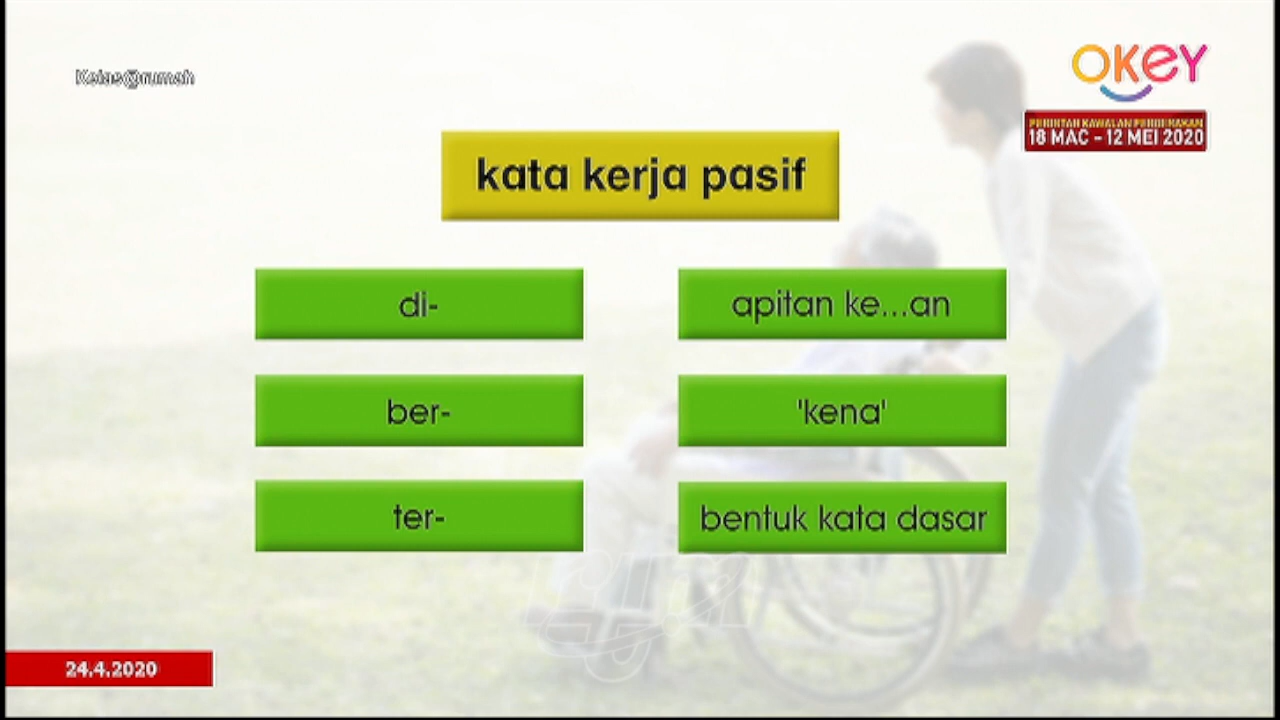 Kelas@rumah
OKEY
PERINTAH KAWALAN PERGERAKAN
18 MAC - 12 MEI 2020
kata kerja pasif
di-
apitan ke...an
ber-
'kena'
ter-
bentuk kata dasar
24.4.2020